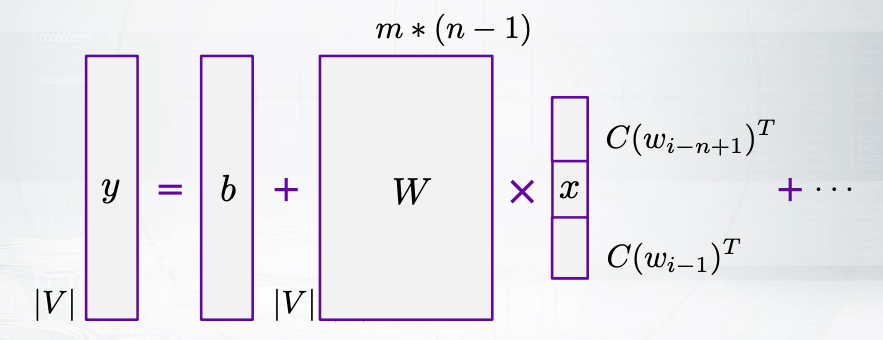 m ∗ (n − 1)
y = b + W × x + ···
C(w_{i−n+1})^T
C(w_{i−1})^T
|V| |V|